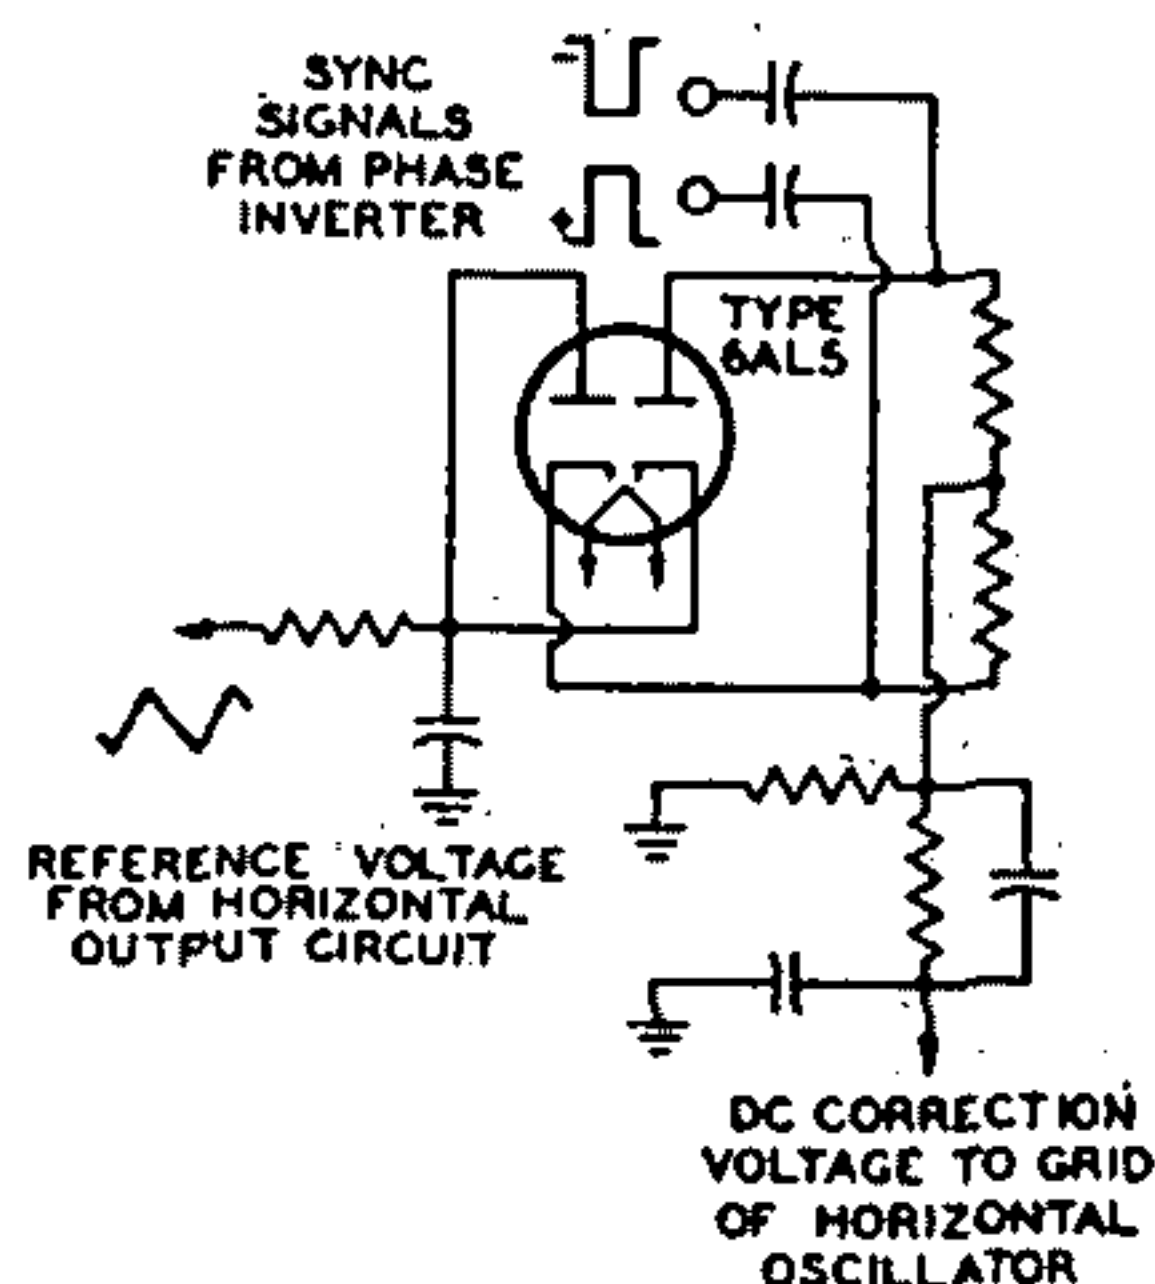 SYNC
SIGNALS
FROM PHASE
INVERTER
TYPE
6AL5
REFERENCE VOLTAGE
FROM HORIZONTAL
OUTPUT CIRCUIT
DC CORRECTION
VOLTAGE TO GRID
OF HORIZONTAL
OSCILLATOR